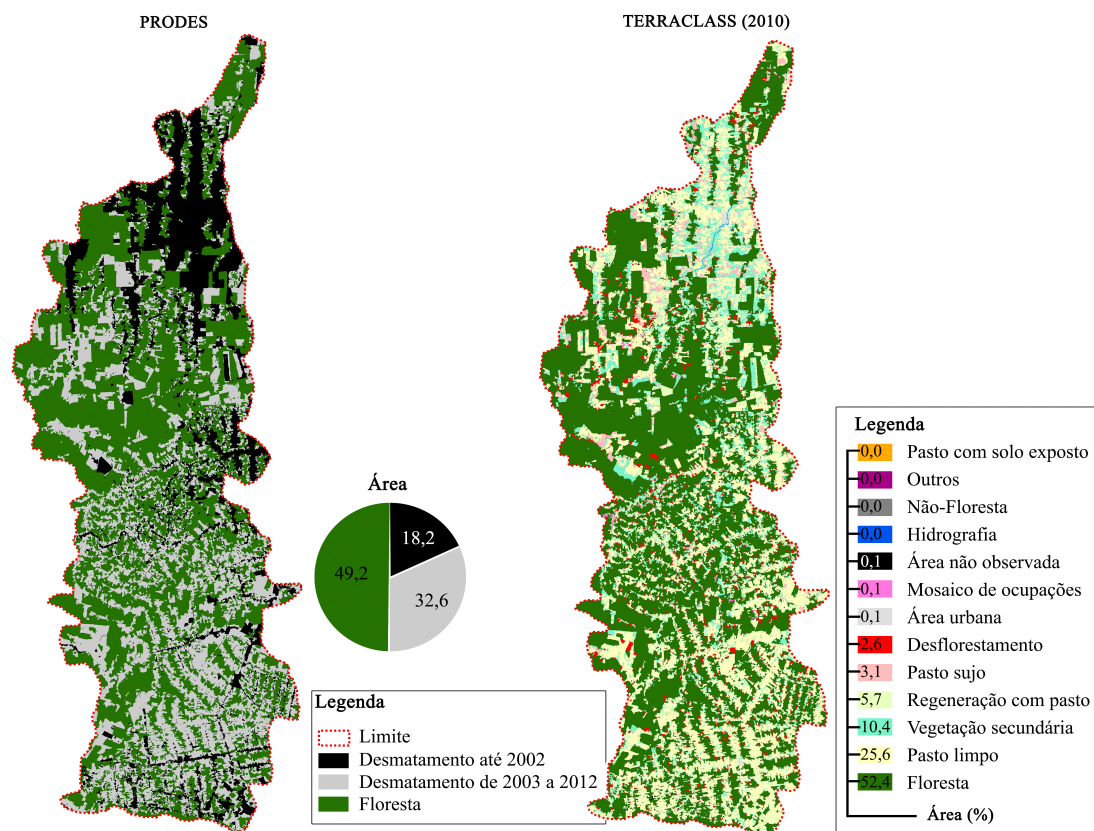 PRODES
TERRACLASS (2010)
Área
18,2
49,2
32,6
Legenda
Limite
Desmatamento até 2002
Desmatamento de 2003 a 2012
Floresta
Legenda
0,0 Pasto com solo exposto
0,0 Outros
0,0 Não-Floresta
0,0 Hidrografia
0,1 Área não observada
0,1 Mosaico de ocupações
0,1 Área urbana
2,6 Desflorestamento
3,1 Pasto sujo
5,7 Regeneração com pasto
10,4 Vegetação secundária
25,6 Pasto limpo
52,4 Floresta
Área (%)